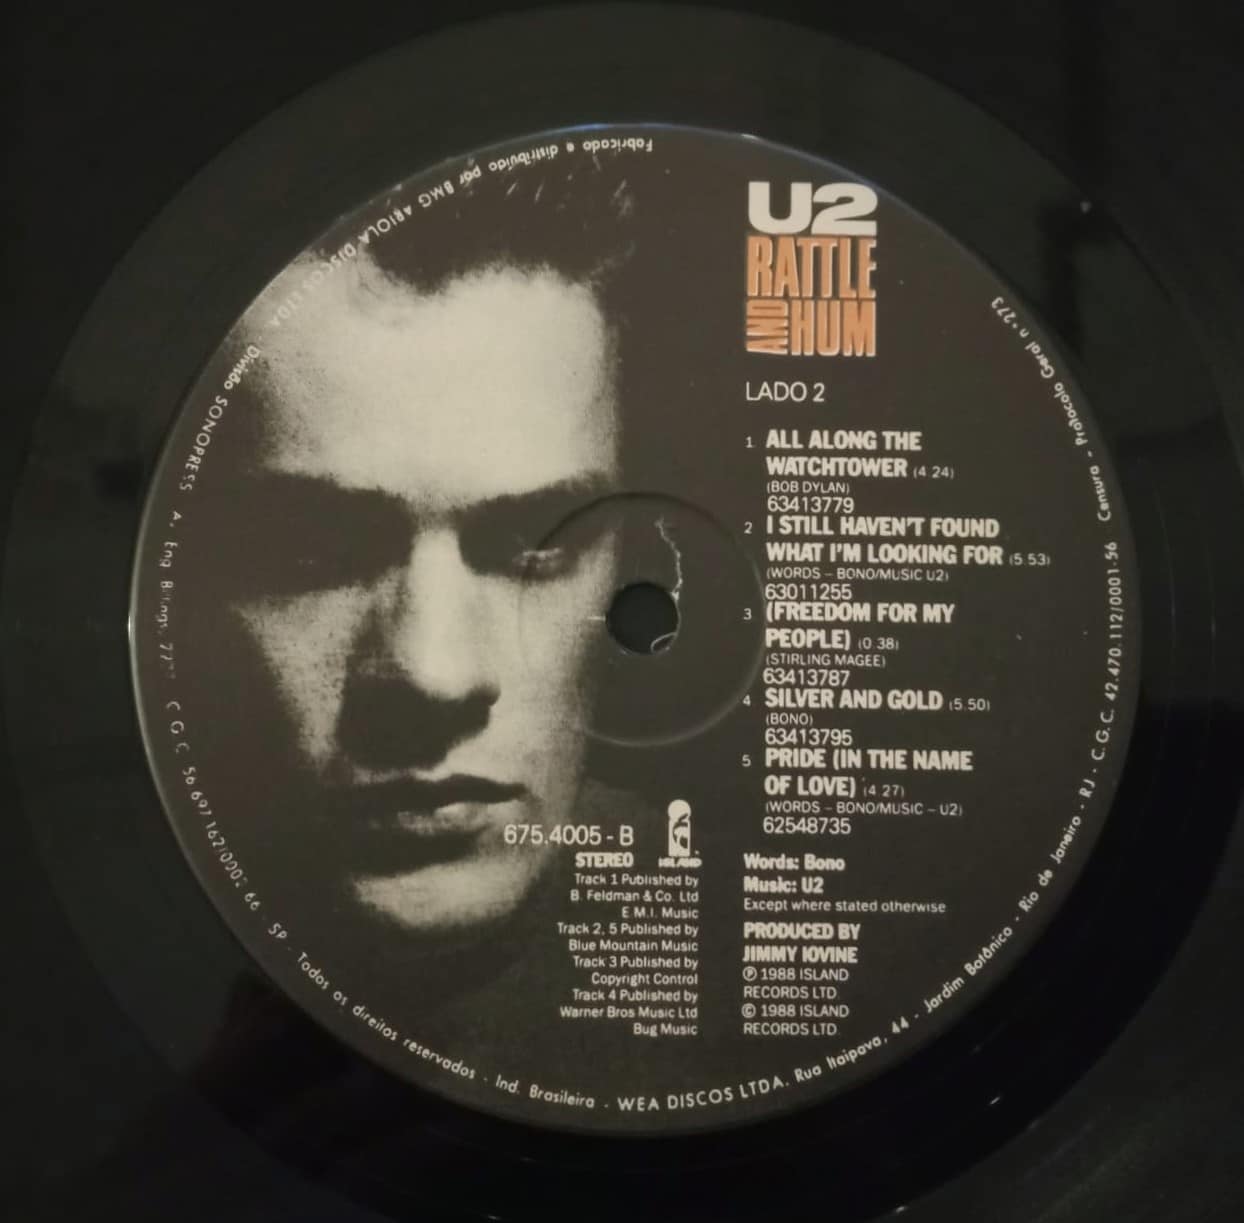 U2
RATTLE
AND HUM
LADO 2
1 ALL ALONG THE
WATCHTOWER (4 24)
(BOB DYLAN)
63413779
2 I STILL HAVEN'T FOUND
WHAT I'M LOOKING FOR (5.53)
(WORDS – BONO/MUSIC U2)
63011255
3 (FREEDOM FOR MY
PEOPLE) (0.38)
(STIRLING MAGEE)
63413787
4 SILVER AND GOLD (5.50)
(BONO)
63413795
5 PRIDE (IN THE NAME
OF LOVE) (4 27)
(WORDS – BONO/MUSIC – U2)
62548735
Words: Bono
Music: U2
Except where stated otherwise
PRODUCED BY
JIMMY IOVINE
℗ 1988 ISLAND
RECORDS LTD.
© 1988 ISLAND
RECORDS LTD.
675.4005 - B
STEREO
ISLAND
Track 1 Published by
B. Feldman & Co. Ltd
E.M.I. Music
Track 2, 5 Published by
Blue Mountain Music
Track 3 Published by
Copyright Control
Track 4 Published by
Warner Bros Music Ltd
Bug Music
Fabricado e distribuído por BMG ARIOLA DISCOS LTDA. Divisão SONOPRESS A. Eng. C G C 56 697 162/0002 66 - SP - Todos os direitos reservados - Ind. Brasileira - WEA DISCOS LTDA. Rua Itaipava, 44 - Jardim Botânico - Rio de Janeiro - RJ - C.G.C. 42.470.112/0001-56 Censura - Protocolo Geral nº 273